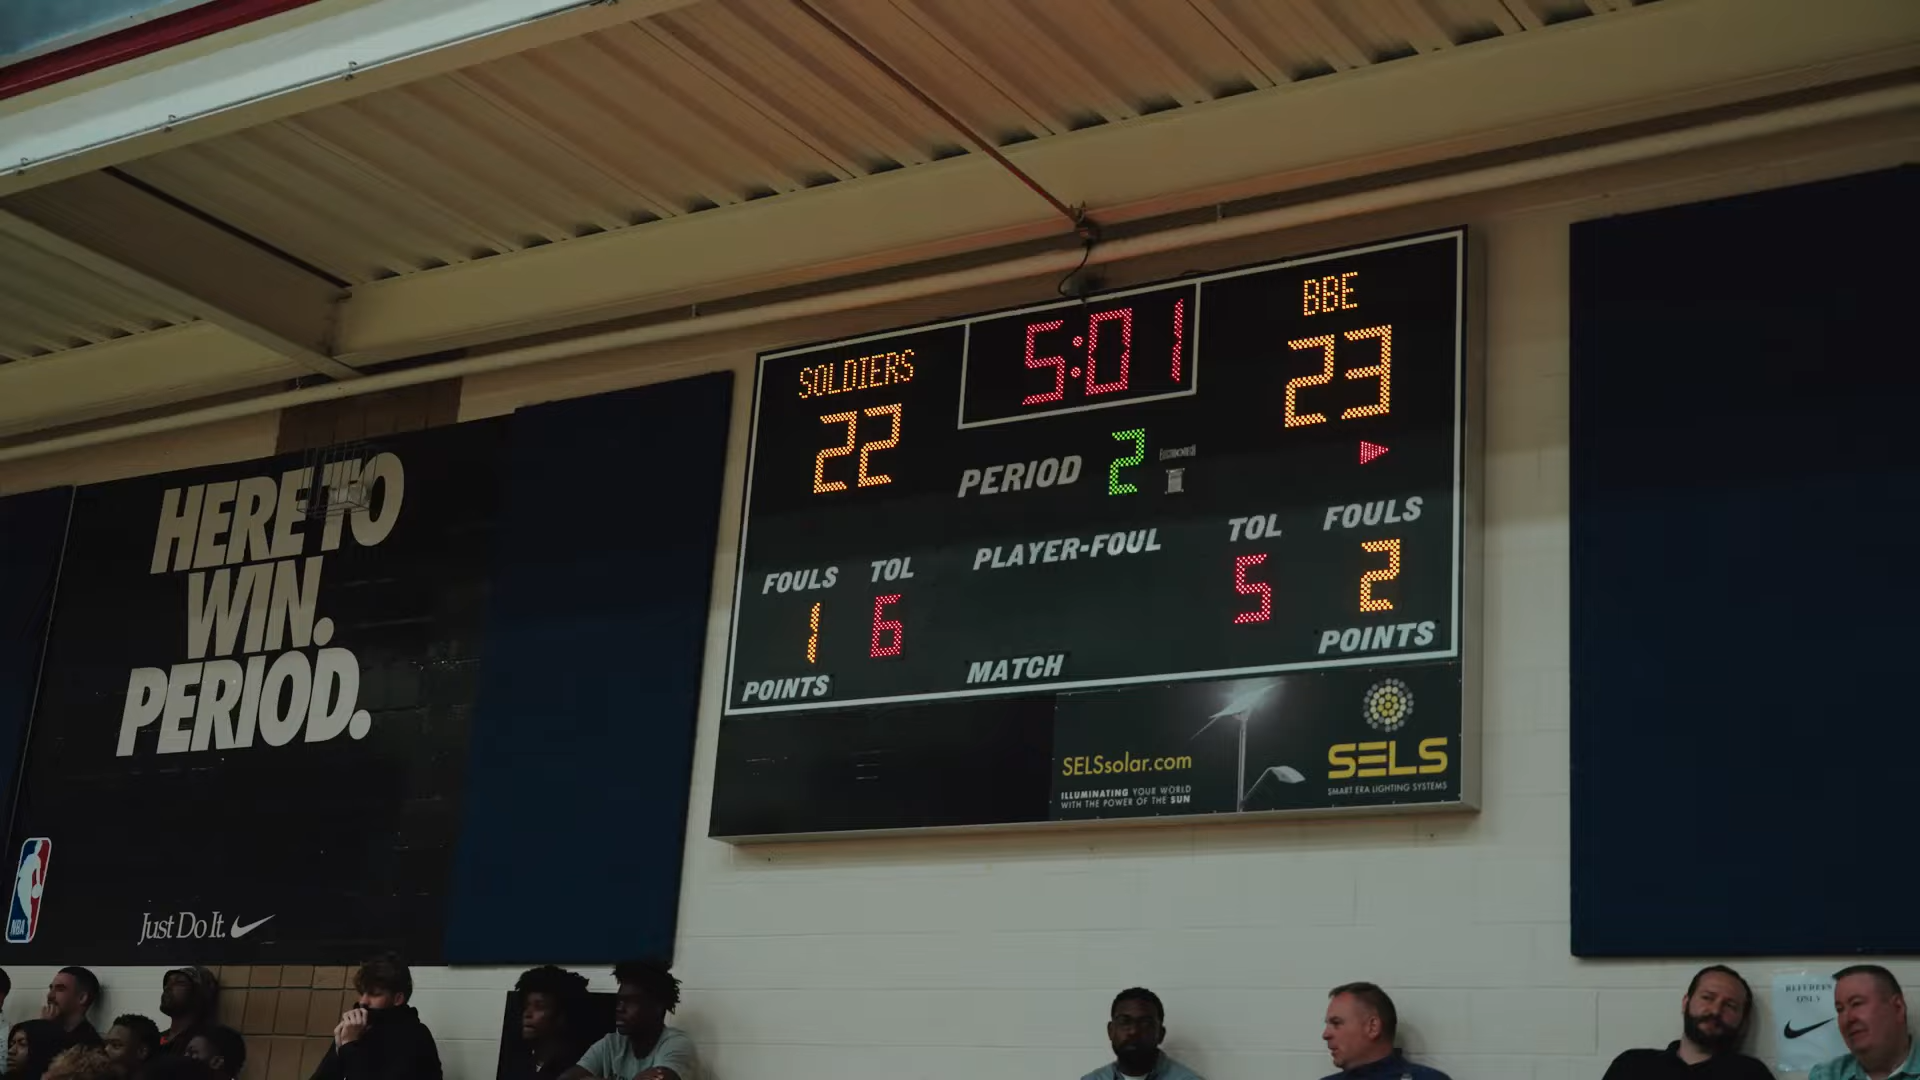 HERE TO
WIN.
PERIOD.
NBA
Just Do It.
SOLDIERS
22
5:01
BBE
23
PERIOD 2
PLAYER-FOUL
FOULS TOL
1 6
POINTS
TOL FOULS
5 2
POINTS
MATCH
SELSsolar.com
ILLUMINATING YOUR WORLD
WITH THE POWER OF THE SUN
SELS
SMART ERA LIGHTING SYSTEMS
REFEREES
ONLY